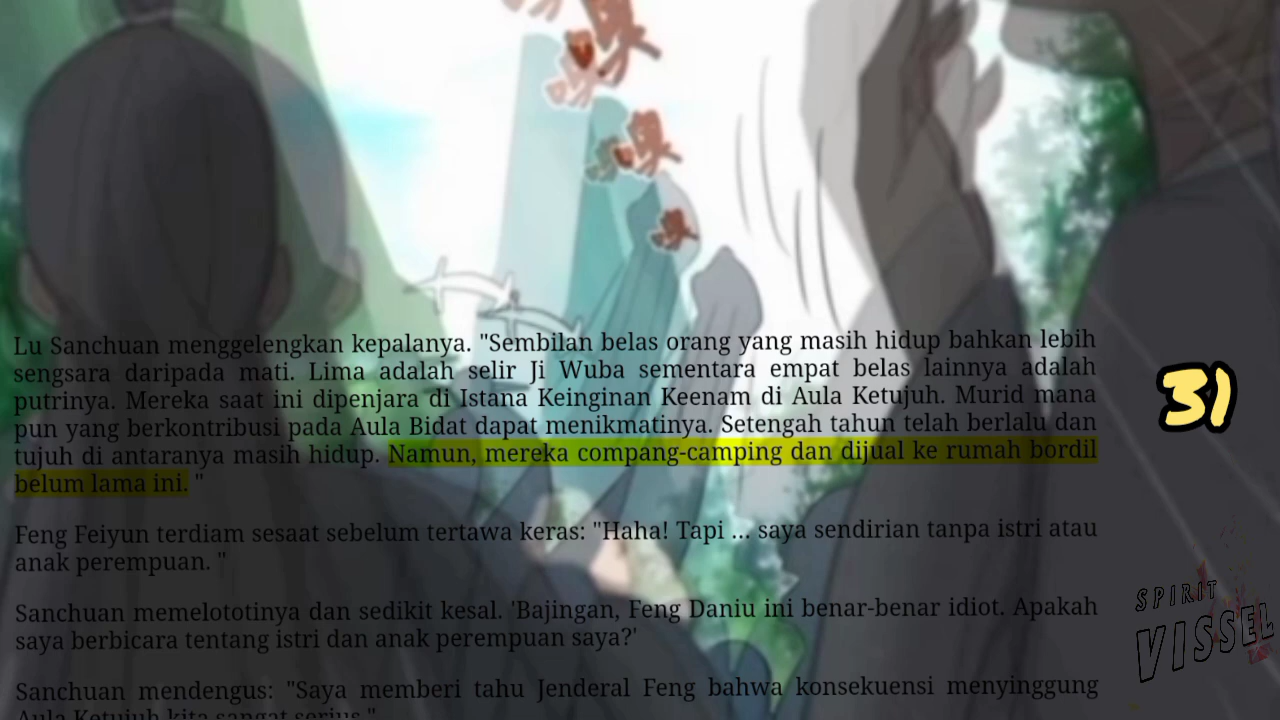 Lu Sanchuan menggelengkan kepalanya. "Sembilan belas orang yang masih hidup bahkan lebih
sengsara daripada mati. Lima adalah selir Ji Wuba sementara empat belas lainnya adalah
putrinya. Mereka saat ini dipenjara di Istana Keinginan Keenam di Aula Ketujuh. Murid mana
pun yang berkontribusi pada Aula Bidat dapat menikmatinya. Setengah tahun telah berlalu dan
tujuh di antaranya masih hidup. Namun, mereka compang-camping dan dijual ke rumah bordil
belum lama ini. "
Feng Feiyun terdiam sesaat sebelum tertawa keras: "Haha! Tapi ... saya sendirian tanpa istri atau
anak perempuan. "
Sanchuan memelototinya dan sedikit kesal. 'Bajingan, Feng Daniu ini benar-benar idiot. Apakah
saya berbicara tentang istri dan anak perempuan saya?'
Sanchuan mendengus: "Saya memberi tahu Jenderal Feng bahwa konsekuensi menyinggung
Aula Ketujuh kita sangat serius."
31
SPIRIT
VISSEL